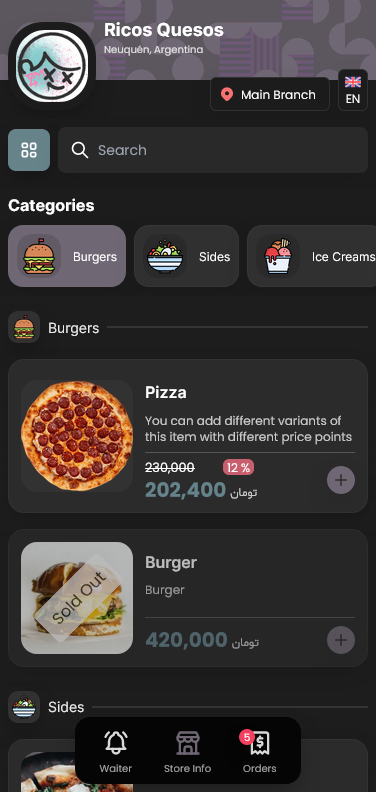 Ricos Quesos
Neuquén, Argentina
Main Branch
EN
Search
Categories
Burgers
Sides
Ice Creams
Burgers
Pizza
You can add different variants of
this item with different price points
230,000
12 %
202,400 تومان
Sold Out
Burger
Burger
420,000 تومان
Sides
5
Waiter
Store Info
Orders